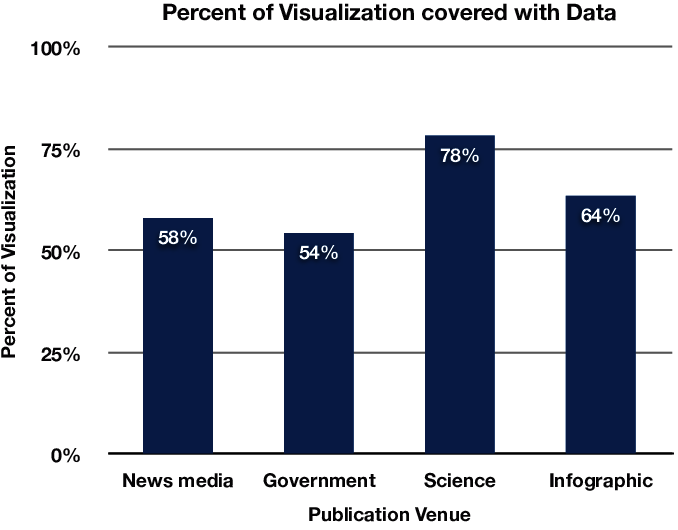 Percent of Visualization covered with Data
100%
75%
50%
25%
0%
Percent of Visualization
58%
54%
78%
64%
News media
Government
Science
Infographic
Publication Venue